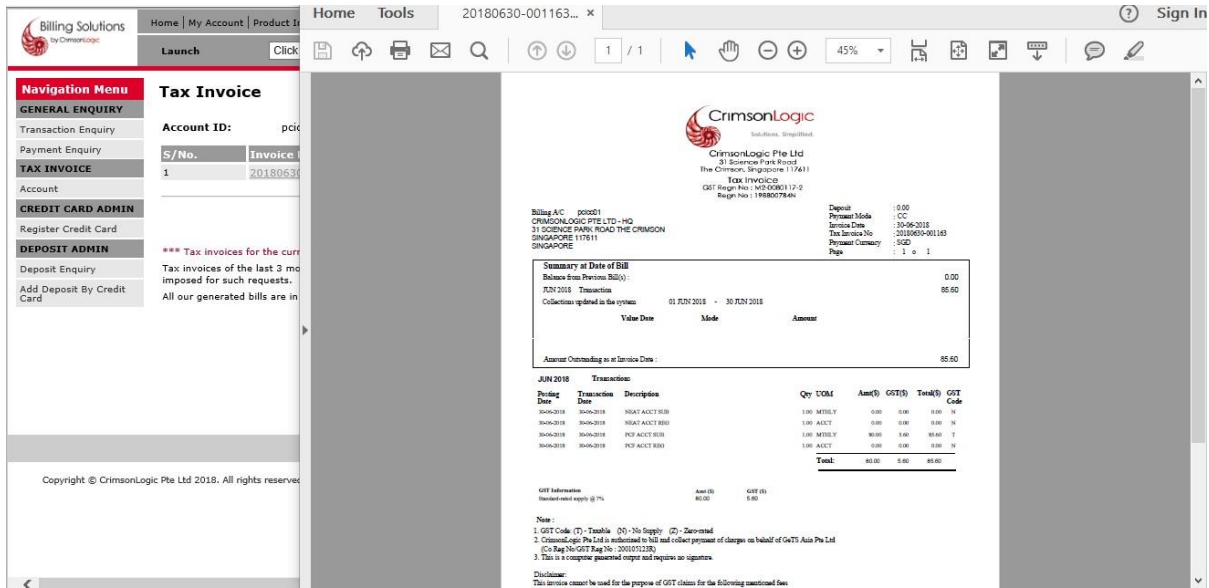 Billing Solutions
by CrimsonLogic
Home | My Account | Product I
Launch Click
Navigation Menu
GENERAL ENQUIRY
Transaction Enquiry
Payment Enquiry
TAX INVOICE
Account
CREDIT CARD ADMIN
Register Credit Card
DEPOSIT ADMIN
Deposit Enquiry
Add Deposit By Credit
Card
Tax Invoice
Account ID: pcic
S/No. Invoice
1 20180630
*** Tax invoices for the curr
Tax invoices of the last 3 mo
imposed for such requests.
All our generated bills are in
Copyright © CrimsonLogic Pte Ltd 2018. All rights reserved
Home Tools 20180630-001163... × ? Sign In
1 / 1 45%
CrimsonLogic
Solutions. Simplified.
CrimsonLogic Pte Ltd
31 Science Park Road
The Crimson, Singapore 117611
Tax Invoice
GST Regn No : M2-0080117-2
Regn No : 198800784N
Billing A/C pcicc01
CRIMSONLOGIC PTE LTD - HQ
31 SCIENCE PARK ROAD THE CRIMSON
SINGAPORE 117611
SINGAPORE
Deposit : 0.00
Payment Mode : CC
Invoice Date : 30-06-2018
Tax Invoice No : 20180630-001163
Payment Currency : SGD
Page : 1 o 1
Summary at Date of Bill
Balance from Previous Bill(s) : 0.00
JUN 2018 Transaction 85.60
Collections updated in the system 01 JUN 2018 - 30 JUN 2018
Value Date Mode Amount
Amount Outstanding as at Invoice Date : 85.60
JUN 2018 Transactions
Posting Date Transaction Date Description Qty UOM Amt($) GST($) Total($) GST Code
30-06-2018 30-06-2018 NEAT ACCT SUB 1.00 MTHLY 0.00 0.00 0.00 N
30-06-2018 30-06-2018 NEAT ACCT REG 1.00 ACCT 0.00 0.00 0.00 N
30-06-2018 30-06-2018 PCF ACCT SUB 1.00 MTHLY 80.00 5.60 85.60 T
30-06-2018 30-06-2018 PCF ACCT REG 1.00 ACCT 0.00 0.00 0.00 N
Total: 80.00 5.60 85.60
GST Information Amt ($) GST ($)
Standard-rated supply @ 7% 80.00 5.60
Note :
1. GST Code: (T) - Taxable (N) - No Supply (Z) - Zero-rated
2. CrimsonLogic Pte Ltd is authorized to bill and collect payment of charges on behalf of GeTS Asia Pte Ltd
(Co Reg No/GST Reg No : 200105123R)
3. This is a computer generated output and requires no signature.
Disclaimer:
This invoice cannot be used for the purpose of GST claims for the following mentioned fees